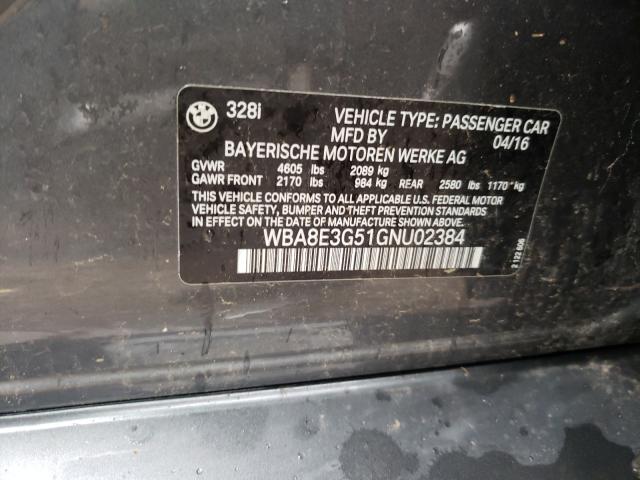 328i VEHICLE TYPE: PASSENGER CAR
MFD BY 04/16
BAYERISCHE MOTOREN WERKE AG
GVWR 4605 lbs 2089 kg
GAWR FRONT 2170 lbs 984 kg REAR 2580 lbs 1170 kg
THIS VEHICLE CONFORMS TO ALL APPLICABLE U.S. FEDERAL MOTOR
VEHICLE SAFETY, BUMPER AND THEFT PREVENTION STANDARDS IN EFFECT
ON THE DATE OF MANUFACTURE SHOWN ABOVE.
WBA8E3G51GNU02384